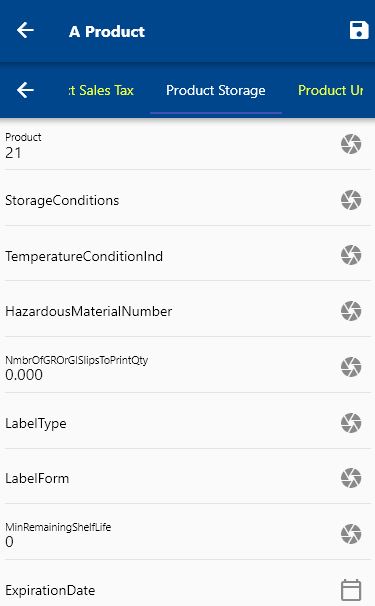 A Product
t Sales Tax Product Storage Product Ur
Product
21
StorageConditions
TemperatureConditionInd
HazardousMaterialNumber
NmbrOfGROrGISlipsToPrintQty
0.000
LabelType
LabelForm
MinRemainingShelfLife
0
ExpirationDate